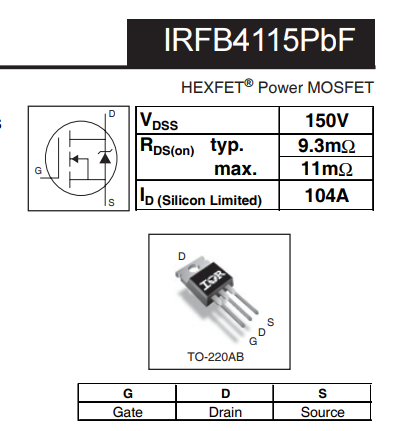 IRFB4115PbF
HEXFET® Power MOSFET
D
G
S
VDSS 150V
RDS(on) typ. 9.3mΩ
max. 11mΩ
ID (Silicon Limited) 104A
D
IOR
S
D
G
TO-220AB
G D S
Gate Drain Source